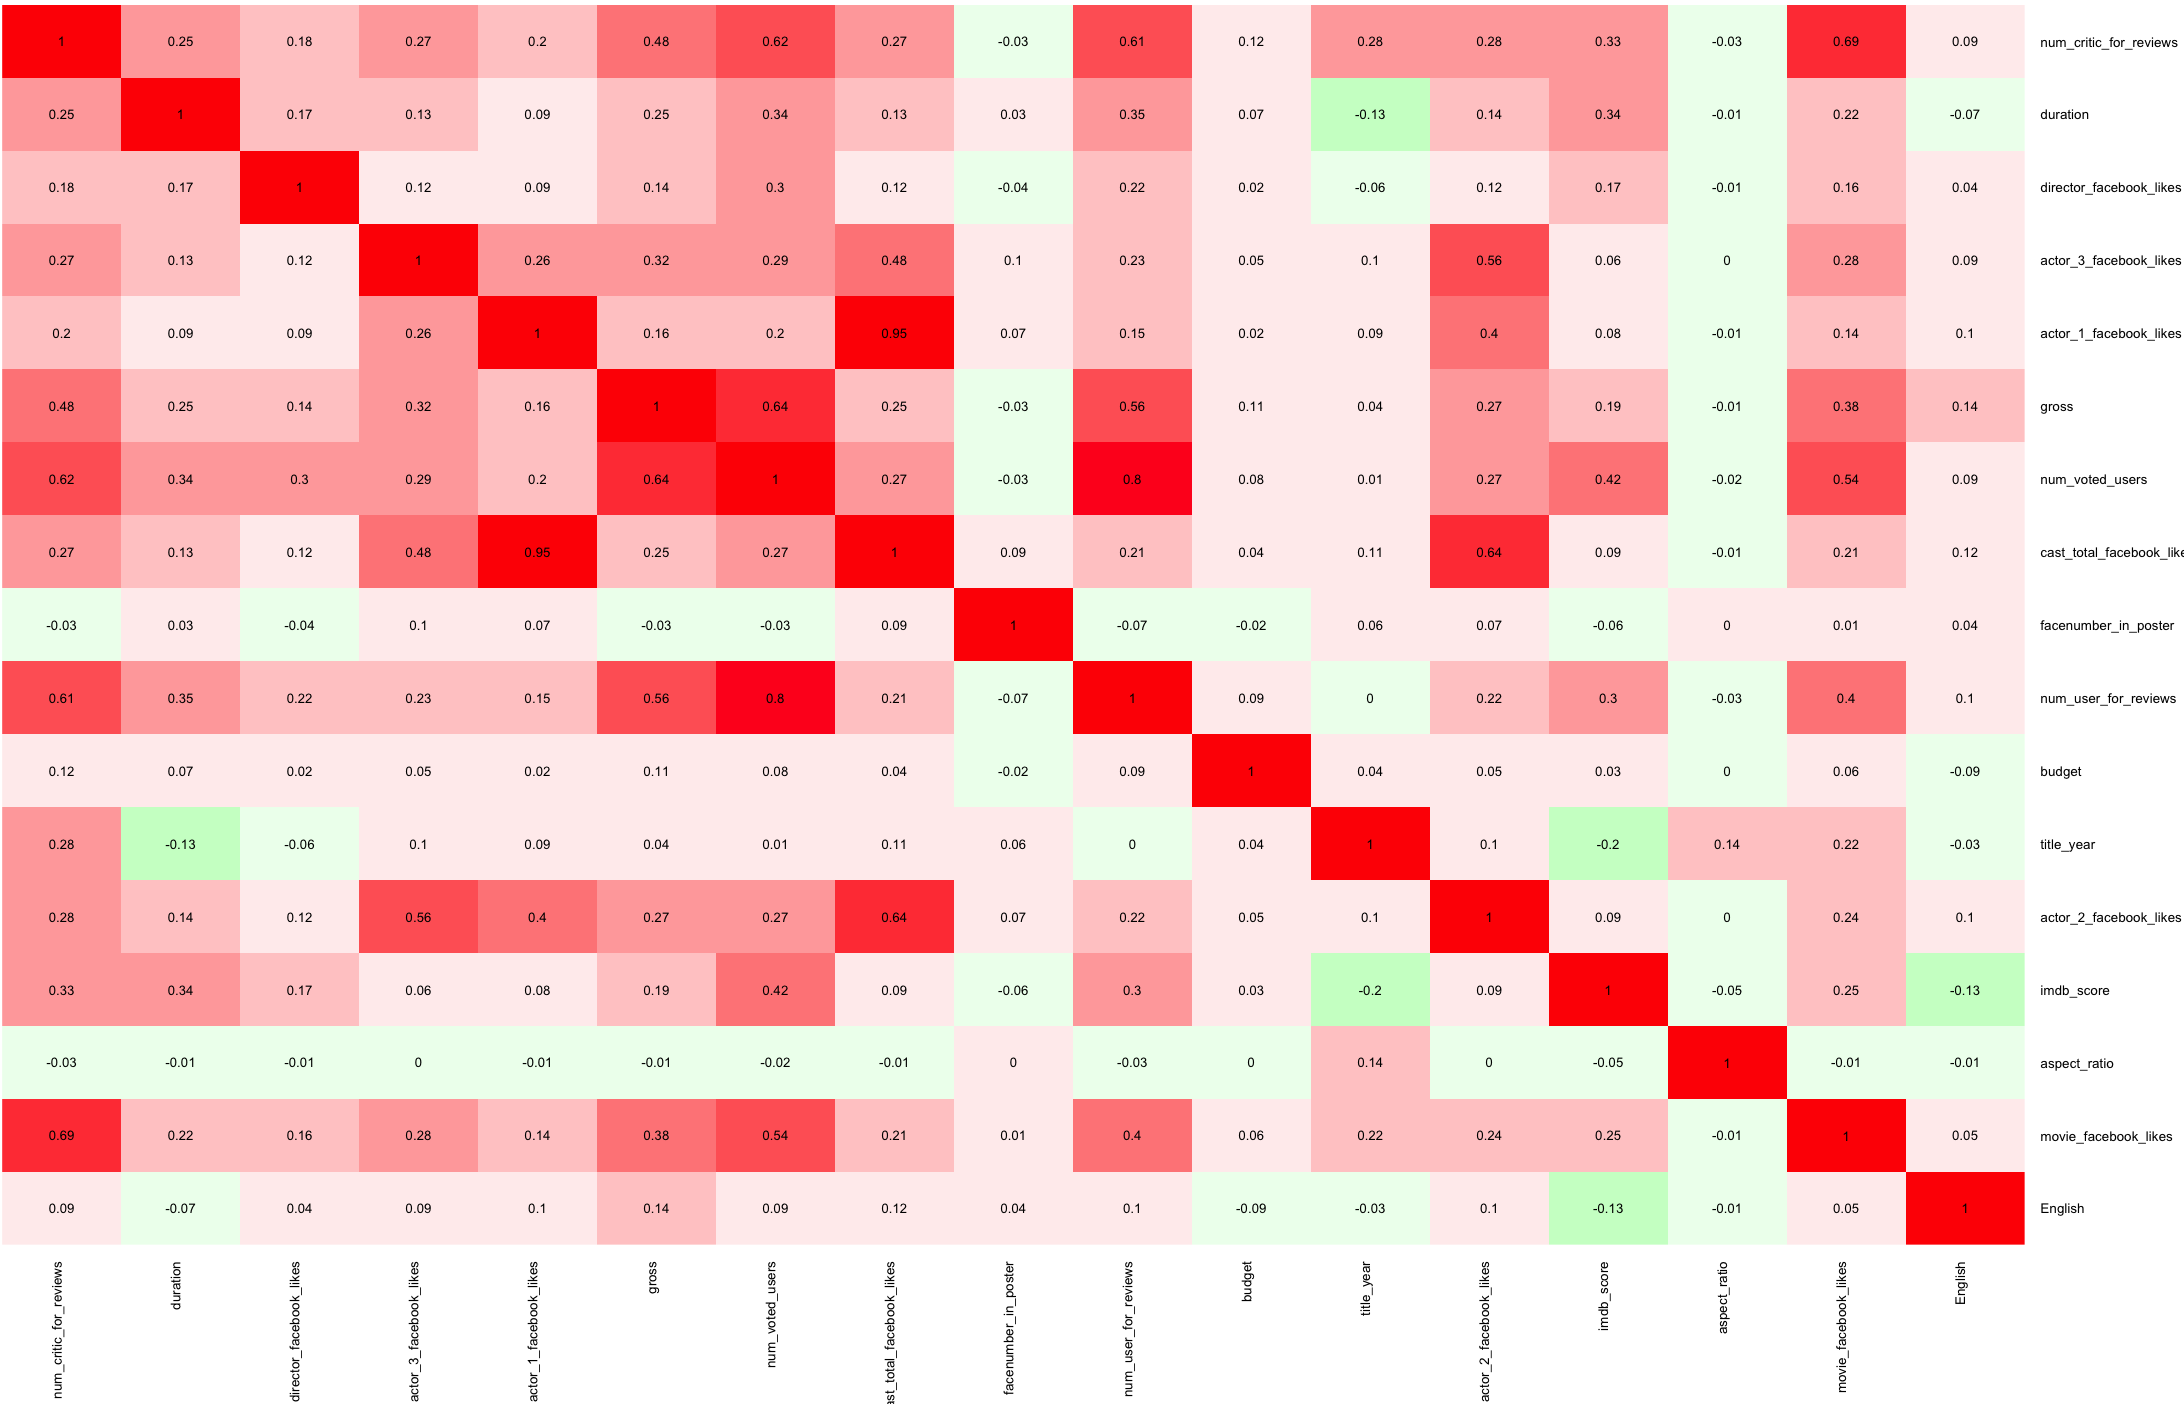 1 0.25 0.18 0.27 0.2 0.48 0.62 0.27 -0.03 0.61 0.12 0.28 0.28 0.33 -0.03 0.69 0.09 num_critic_for_reviews
0.25 1 0.17 0.13 0.09 0.25 0.34 0.13 0.03 0.35 0.07 -0.13 0.14 0.34 -0.01 0.22 -0.07 duration
0.18 0.17 1 0.12 0.09 0.14 0.3 0.12 -0.04 0.22 0.02 -0.06 0.12 0.17 -0.01 0.16 0.04 director_facebook_likes
0.27 0.13 0.12 1 0.26 0.32 0.29 0.48 0.1 0.23 0.05 0.1 0.56 0.06 0 0.28 0.09 actor_3_facebook_likes
0.2 0.09 0.09 0.26 1 0.16 0.2 0.95 0.07 0.15 0.02 0.09 0.4 0.08 -0.01 0.14 0.1 actor_1_facebook_likes
0.48 0.25 0.14 0.32 0.16 1 0.64 0.25 -0.03 0.56 0.11 0.04 0.27 0.19 -0.01 0.38 0.14 gross
0.62 0.34 0.3 0.29 0.2 0.64 1 0.27 -0.03 0.8 0.08 0.01 0.27 0.42 -0.02 0.54 0.09 num_voted_users
0.27 0.13 0.12 0.48 0.95 0.25 0.27 1 0.09 0.21 0.04 0.11 0.64 0.09 -0.01 0.21 0.12 cast_total_facebook_like
-0.03 0.03 -0.04 0.1 0.07 -0.03 -0.03 0.09 1 -0.07 -0.02 0.06 0.07 -0.06 0 0.01 0.04 facenumber_in_poster
0.61 0.35 0.22 0.23 0.15 0.56 0.8 0.21 -0.07 1 0.09 0 0.22 0.3 -0.03 0.4 0.1 num_user_for_reviews
0.12 0.07 0.02 0.05 0.02 0.11 0.08 0.04 -0.02 0.09 1 0.04 0.05 0.03 0 0.06 -0.09 budget
0.28 -0.13 -0.06 0.1 0.09 0.04 0.01 0.11 0.06 0 0.04 1 0.1 -0.2 0.14 0.22 -0.03 title_year
0.28 0.14 0.12 0.56 0.4 0.27 0.27 0.64 0.07 0.22 0.05 0.1 1 0.09 0 0.24 0.1 actor_2_facebook_likes
0.33 0.34 0.17 0.06 0.08 0.19 0.42 0.09 -0.06 0.3 0.03 -0.2 0.09 1 -0.05 0.25 -0.13 imdb_score
-0.03 -0.01 -0.01 0 -0.01 -0.01 -0.02 -0.01 0 -0.03 0 0.14 0 -0.05 1 -0.01 -0.01 aspect_ratio
0.69 0.22 0.16 0.28 0.14 0.38 0.54 0.21 0.01 0.4 0.06 0.22 0.24 0.25 -0.01 1 0.05 movie_facebook_likes
0.09 -0.07 0.04 0.09 0.1 0.14 0.09 0.12 0.04 0.1 -0.09 -0.03 0.1 -0.13 -0.01 0.05 1 English
num_critic_for_reviews
duration
director_facebook_likes
actor_3_facebook_likes
actor_1_facebook_likes
gross
num_voted_users
ast_total_facebook_likes
facenumber_in_poster
num_user_for_reviews
budget
title_year
actor_2_facebook_likes
imdb_score
aspect_ratio
movie_facebook_likes
English